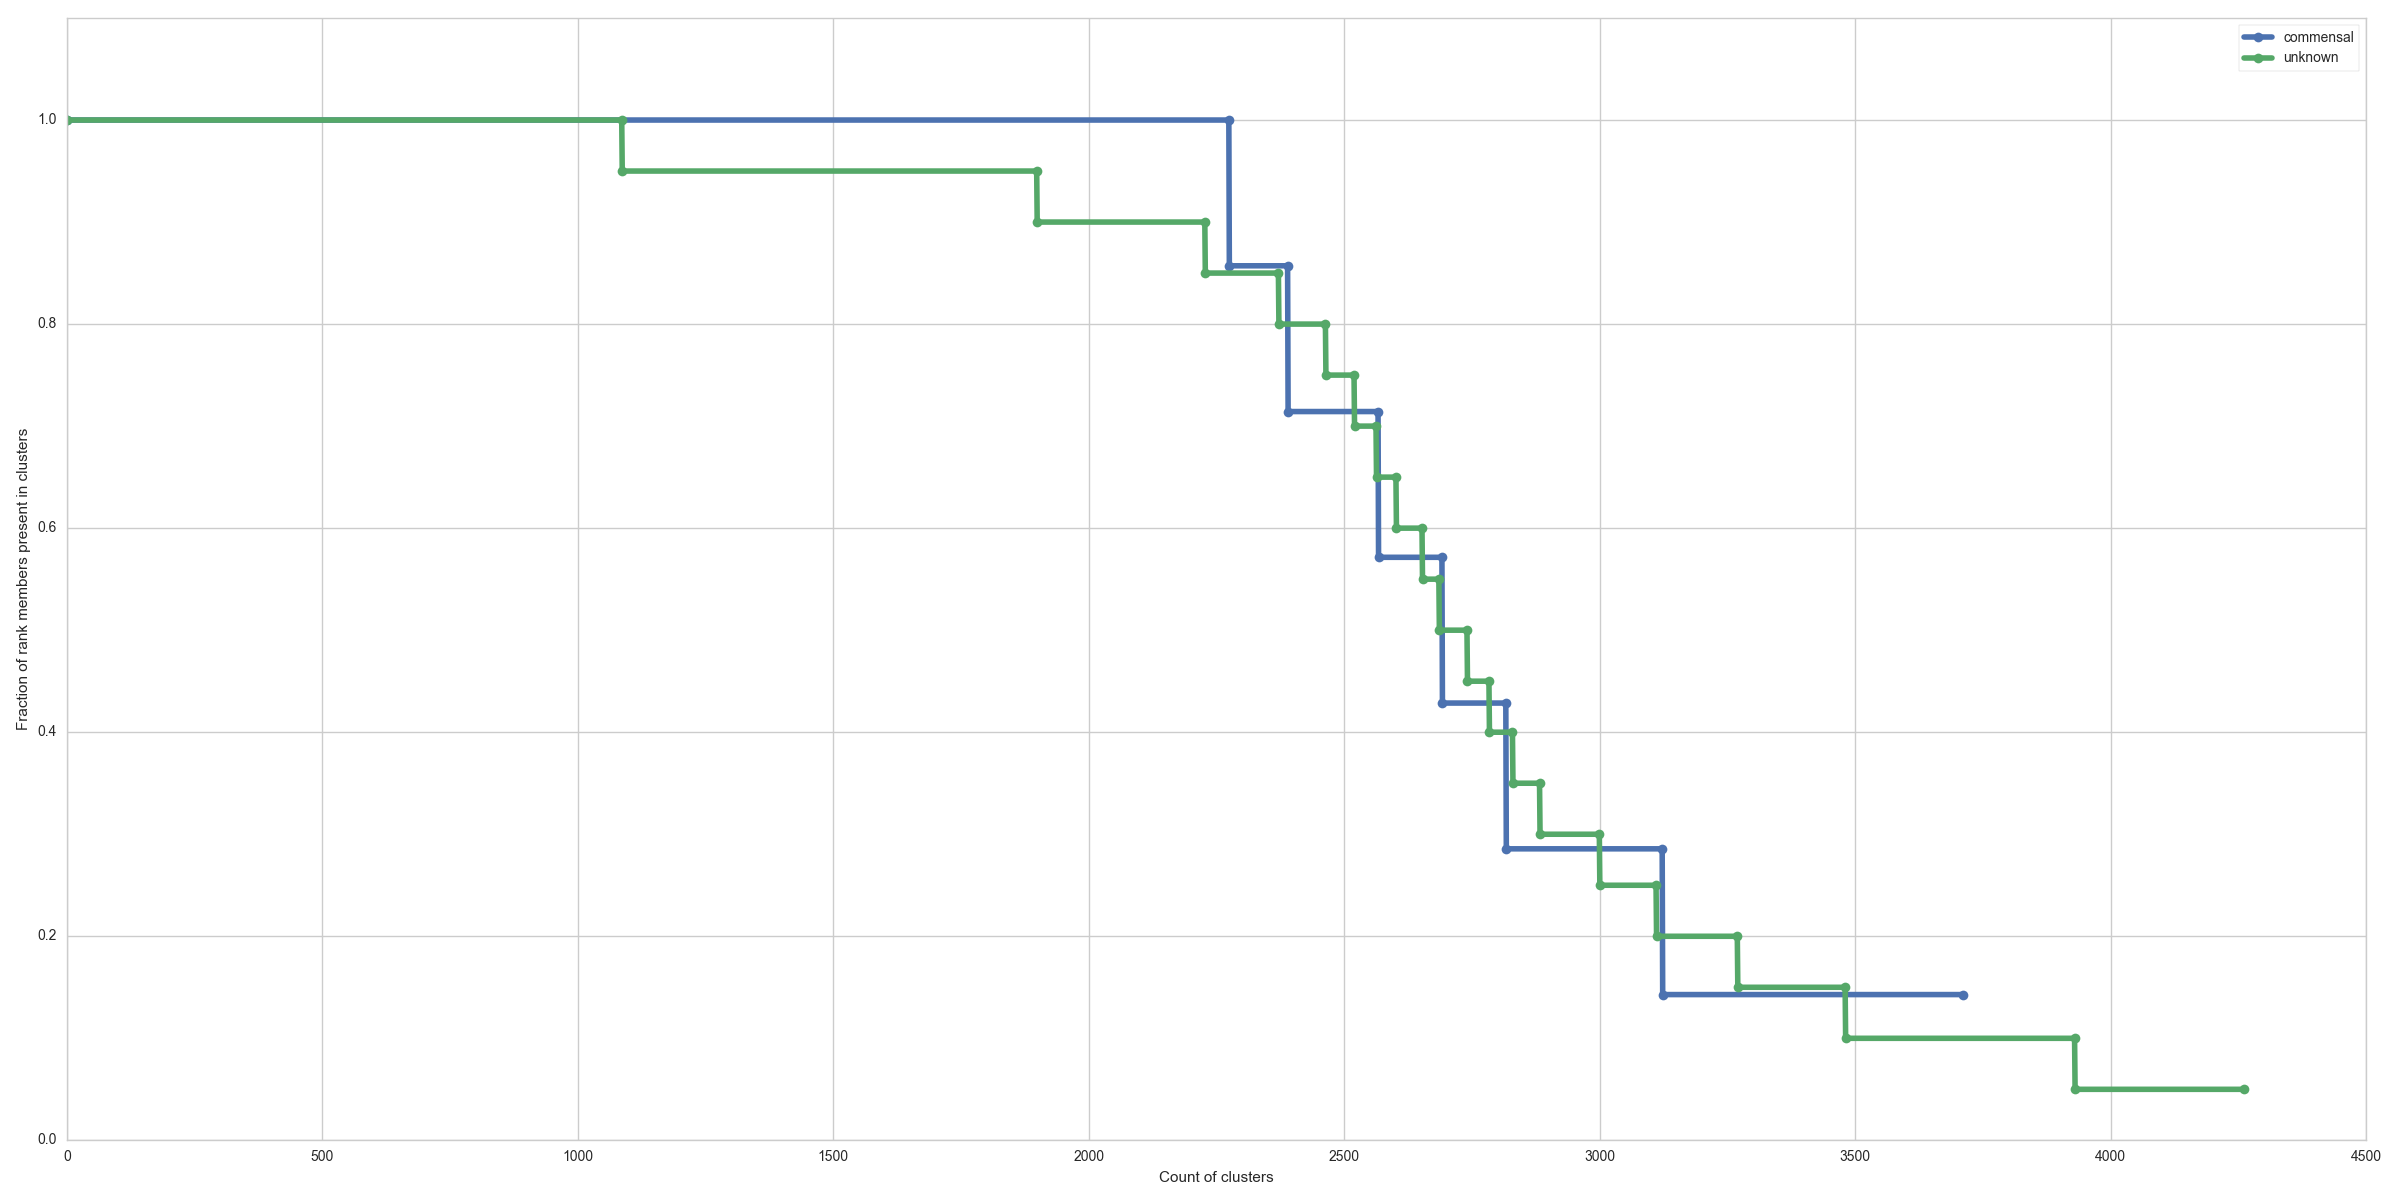 commensal
unknown
1.0
0.8
0.6
0.4
0.2
0.0
Fraction of rank members present in clusters
0 500 1000 1500 2000 2500 3000 3500 4000 4500
Count of clusters